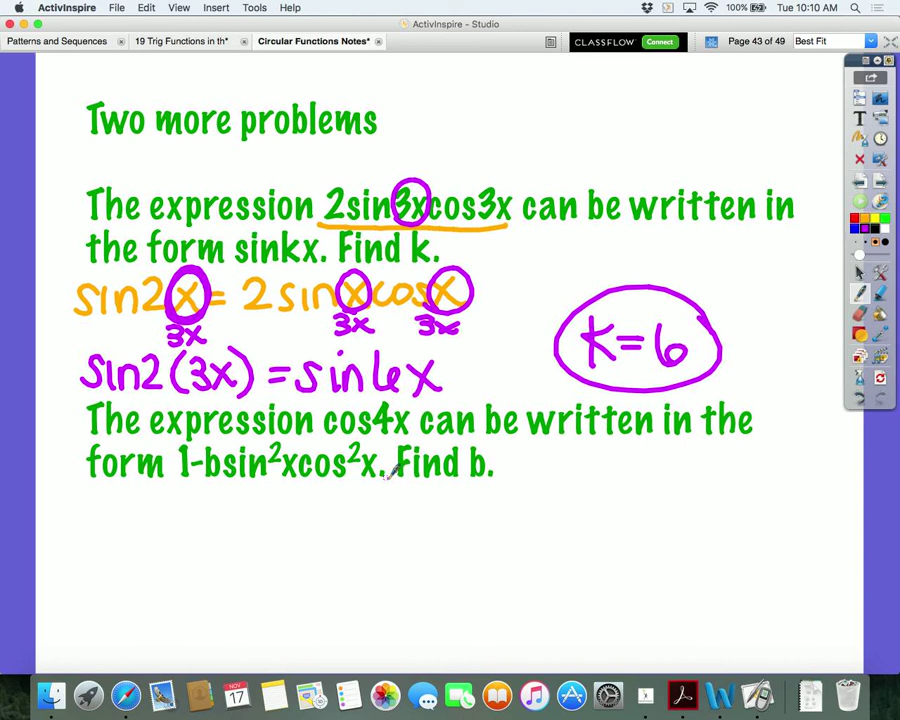 ActivInspire File Edit View Insert Tools Help 100% Tue 10:10 AM
ActivInspire - Studio
Patterns and Sequences 19 Trig Functions in th* Circular Functions Notes* CLASSFLOW Connect Page 43 of 49 Best Fit
Two more problems
The expression 2sin3xcos3x can be written in
the form sinkx. Find k.
sin2x = 2sinxcosx
3x 3x 3x
sin2(3x) = sin6x
K=6
The expression cos4x can be written in the
form 1-bsin²xcos²x. Find b.
NOV
17